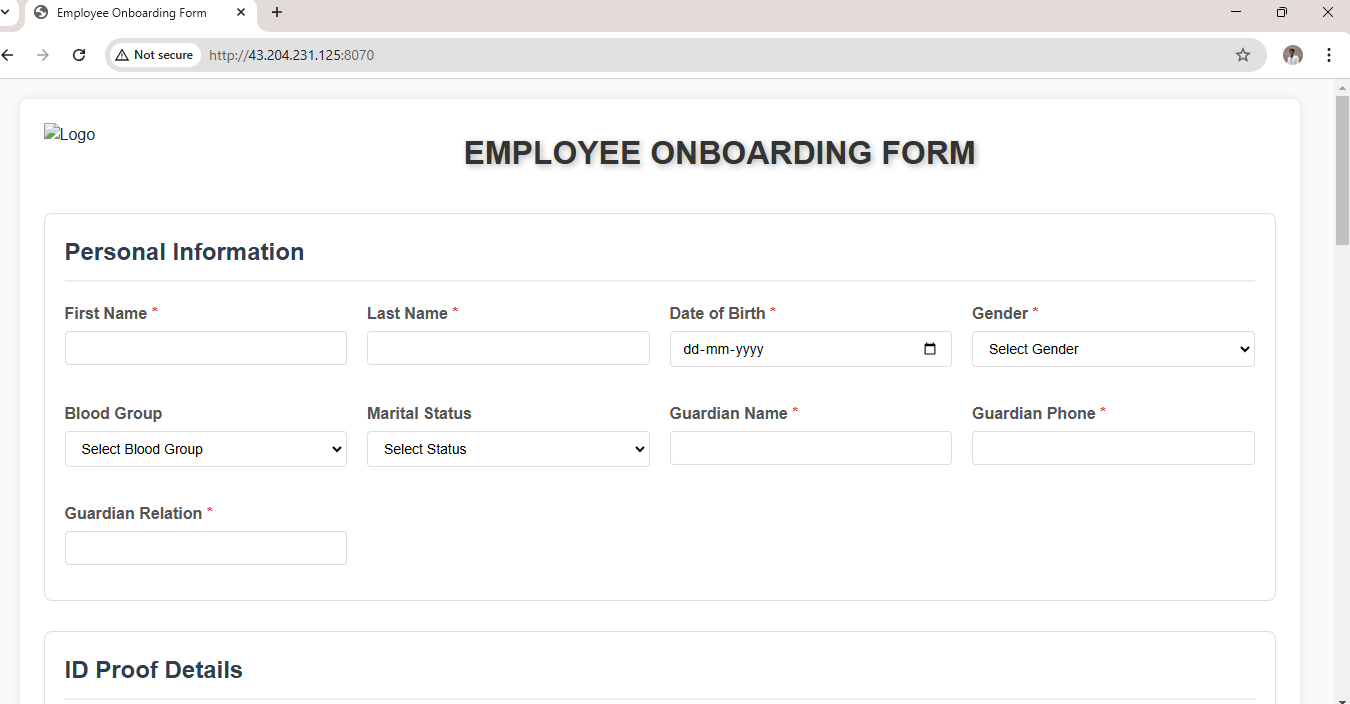 Employee Onboarding Form
Not secure http://43.204.231.125:8070
Logo
EMPLOYEE ONBOARDING FORM
Personal Information
First Name * Last Name * Date of Birth * Gender *
dd-mm-yyyy Select Gender
Blood Group Marital Status Guardian Name * Guardian Phone *
Select Blood Group Select Status
Guardian Relation *
ID Proof Details